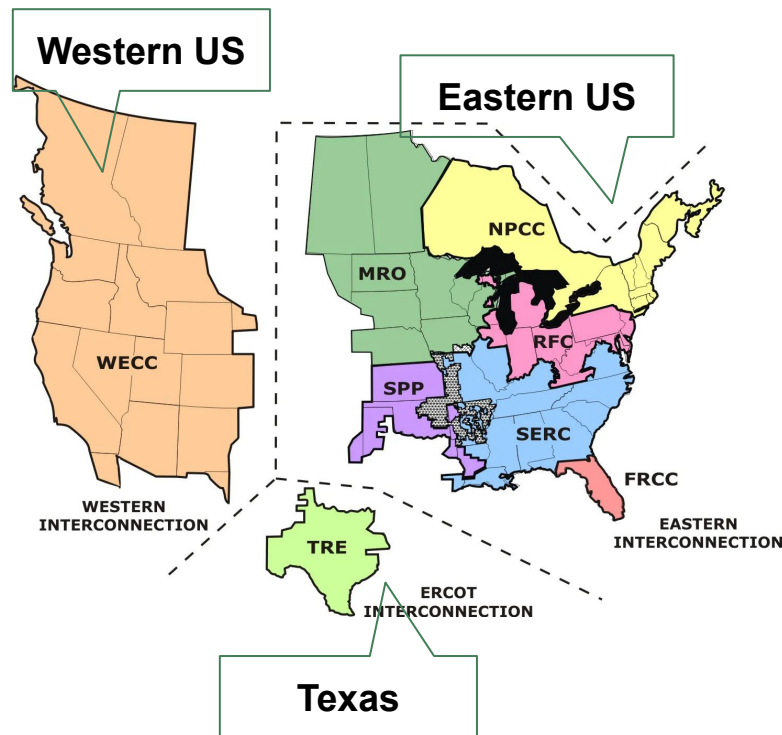 Western US
Eastern US
NPCC
MRO
RFC
WECC
SPP
SERC
FRCC
WESTERN
INTERCONNECTION
EASTERN
INTERCONNECTION
TRE
ERCOT
INTERCONNECTION
Texas